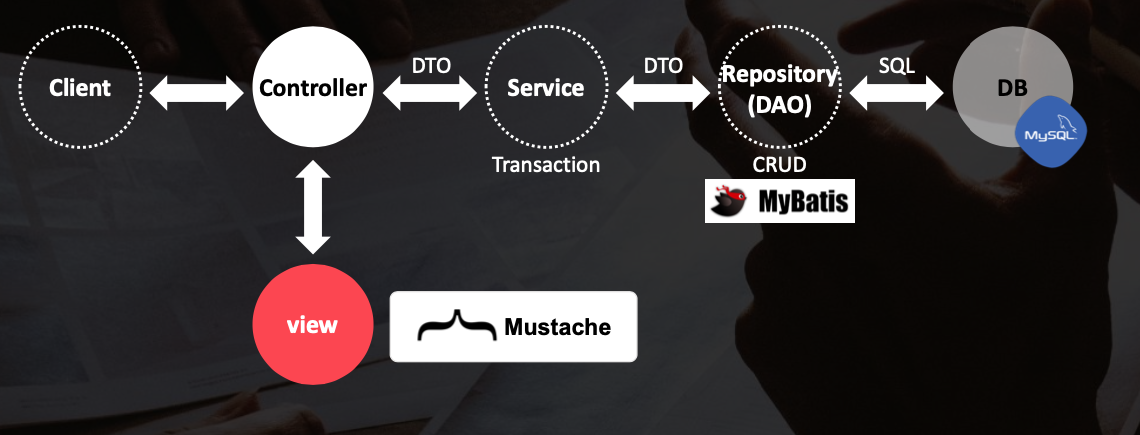 Client
Controller
DTO
Service
DTO
Repository
(DAO)
SQL
DB
MySQL
Transaction
CRUD
MyBatis
view
Mustache